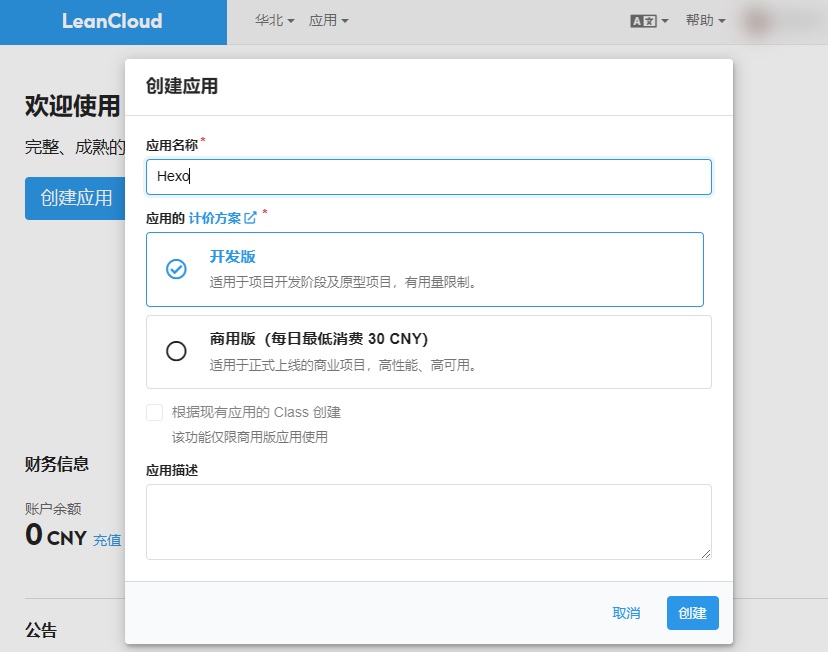 LeanCloud 华北 应用 A文 帮助
创建应用
欢迎使用
应用名称*
完整、成熟的
Hexo
创建应用
应用的 计价方案 *
开发版
适用于项目开发阶段及原型项目，有用量限制。
商用版（每日最低消费 30 CNY）
适用于正式上线的商业项目，高性能、高可用。
根据现有应用的 Class 创建
该功能仅限商用版应用使用
财务信息
应用描述
账户余额
0 CNY 充值
取消 创建
公告